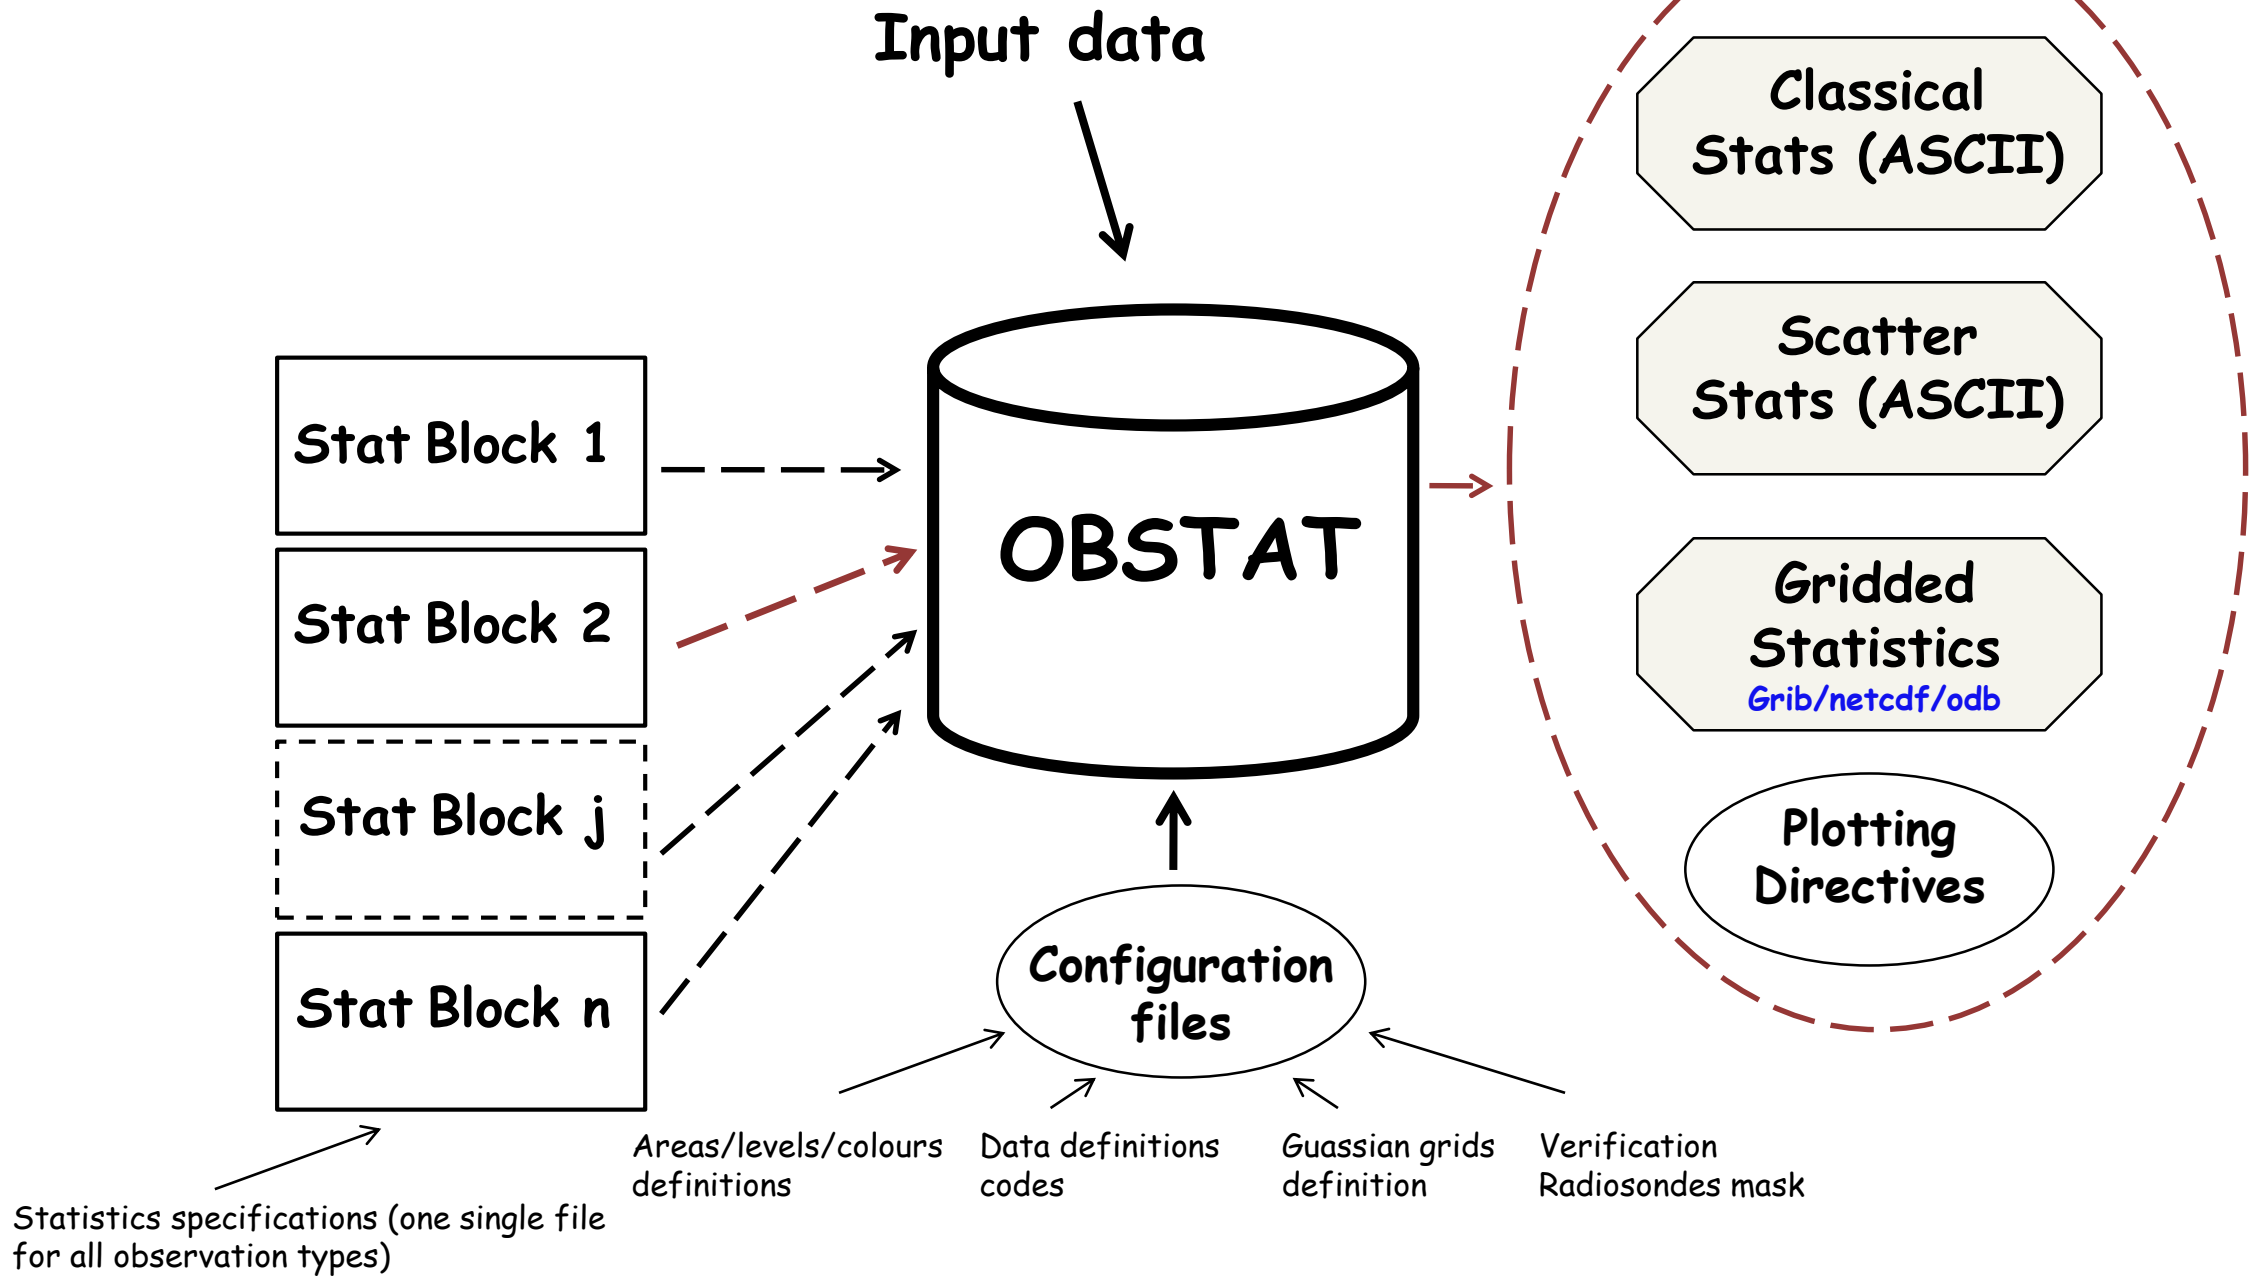 Input data
Classical
Stats (ASCII)
Scatter
Stats (ASCII)
Gridded
Statistics
Grib/netcdf/odb
Plotting
Directives
Stat Block 1
Stat Block 2
Stat Block j
Stat Block n
OBSTAT
Configuration
files
Areas/levels/colours
definitions
Data definitions
codes
Guassian grids
definition
Verification
Radiosondes mask
Statistics specifications (one single file
for all observation types)